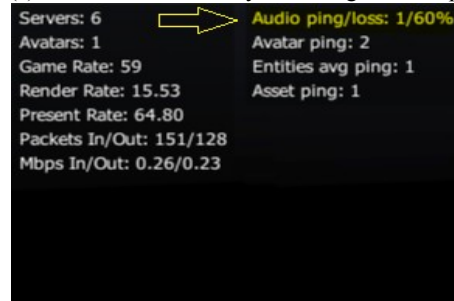 Servers: 6
Avatars: 1
Game Rate: 59
Render Rate: 15.53
Present Rate: 64.80
Packets In/Out: 151/128
Mbps In/Out: 0.26/0.23
Audio ping/loss: 1/60%
Avatar ping: 2
Entities avg ping: 1
Asset ping: 1